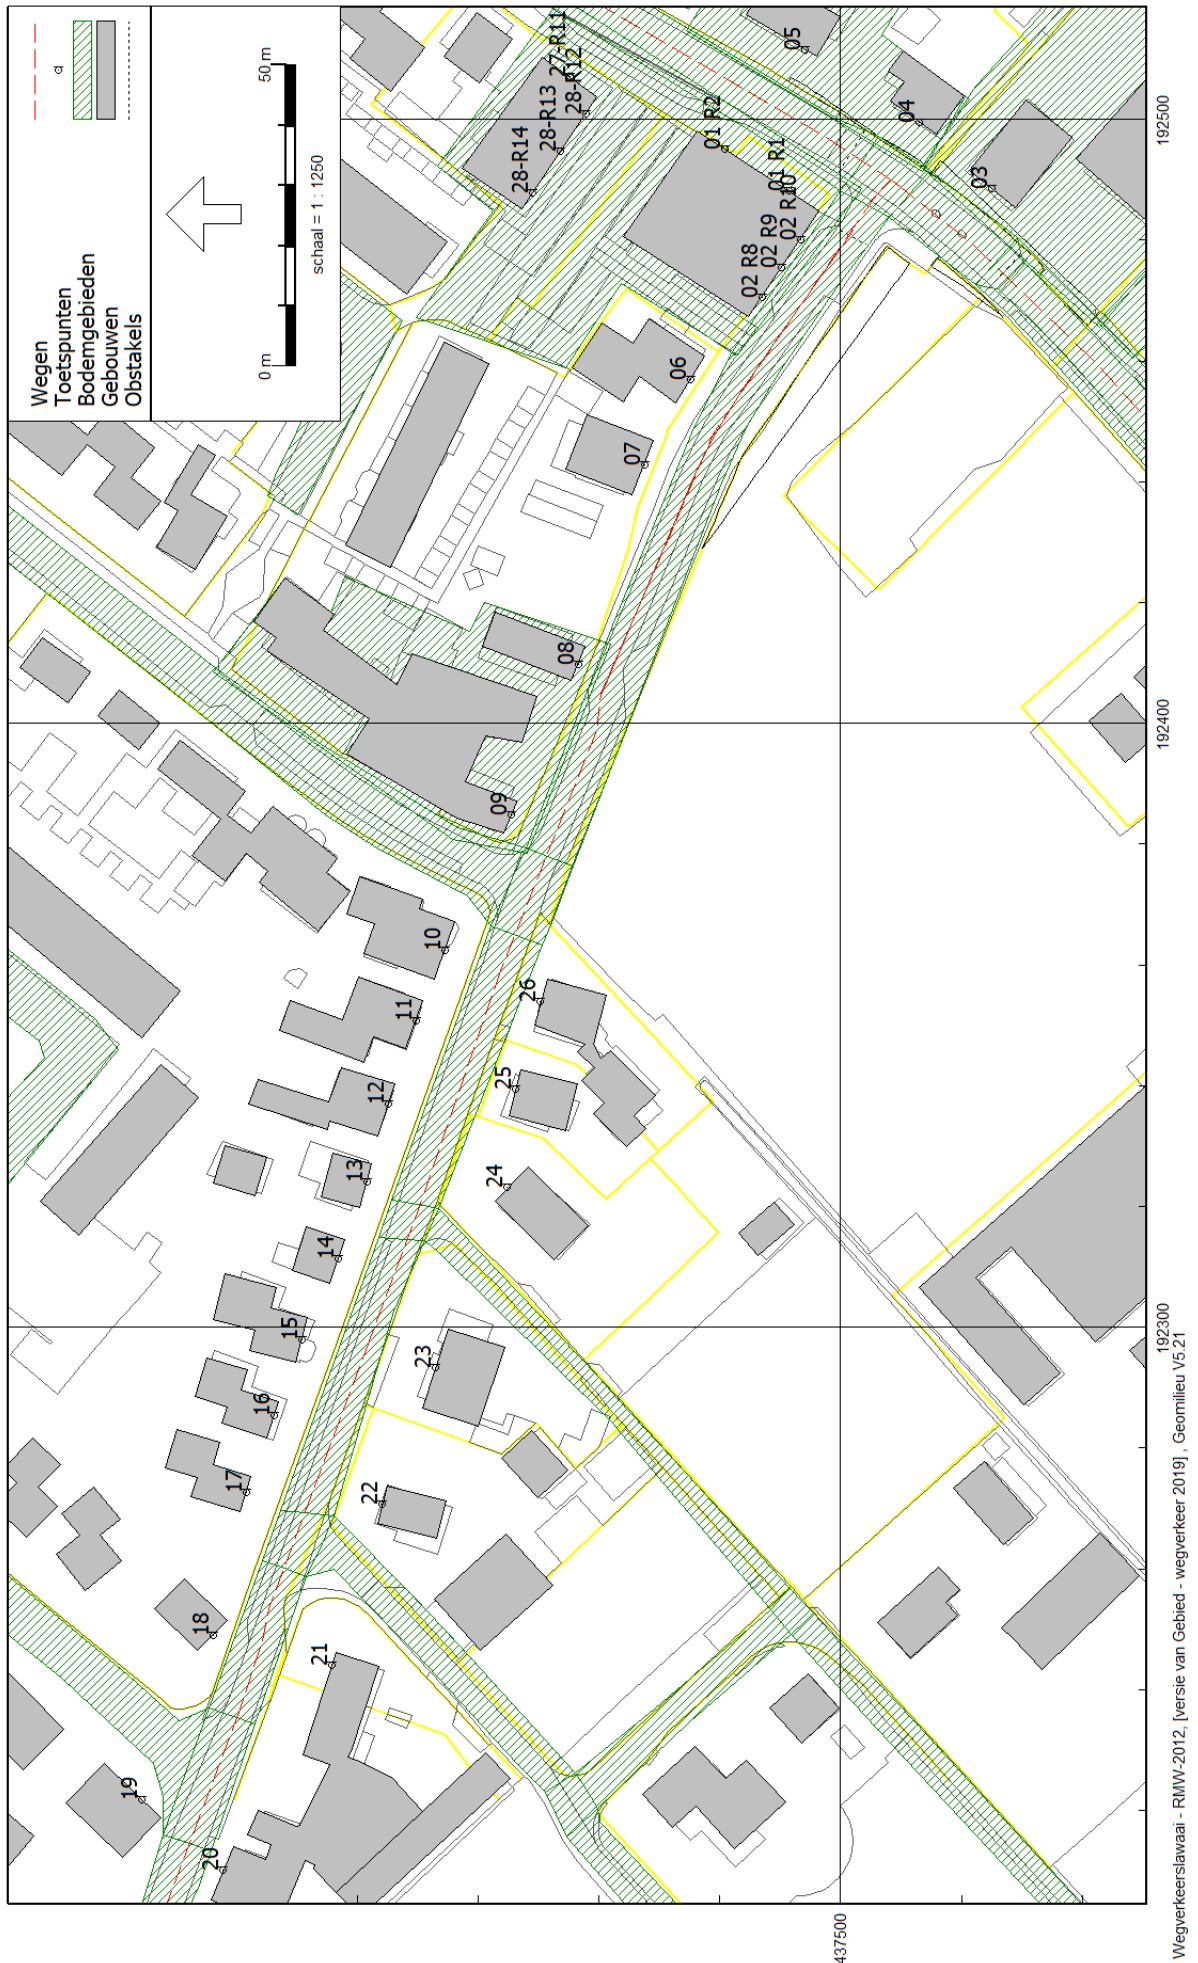 Wegen
Toetspunten
Bodemgebieden
Gebouwen
Obstakels
0 m
50 m
schaal = 1 : 1250
19
20
18
21
17
22
16
23
15
14
24
13
25
12
26
11
10
09
08
07
06
02 R8
02 R9
02 R10
01 R1
01 R2
28-R14
28-R13
28-R12
27-R11
03
04
05
192300
192400
192500
437500
Wegverkeerslawaai - RMW-2012, [versie van Gebied - wegverkeer 2019] , Geomilieu V5.21